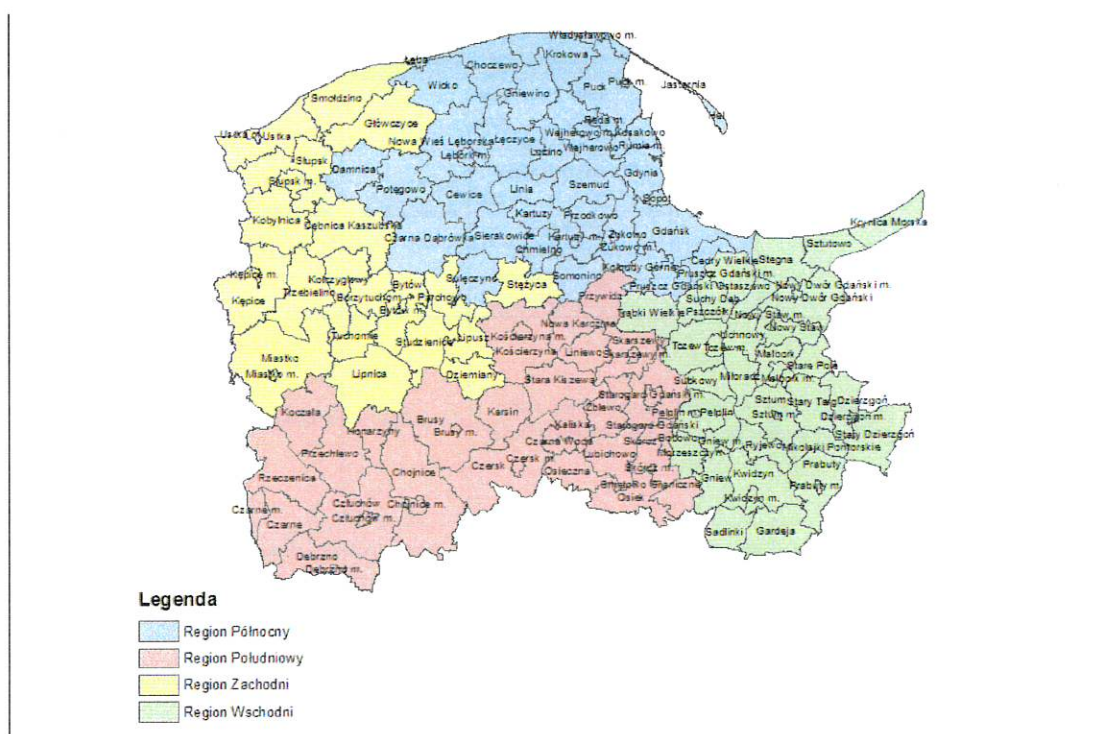 Władysławowo m.
Łeba
Choczewo
Krokowa
Wicko
Gniewino
Puck
Puck m.
Jastarnia
Hel
Smołdzino
Główczyce
Ustka
Nowa Wieś Lęborska
Łęczyce
Reda m.
Wejherowo m.
Kosakowo
Lębork m.
Luzino
Wejherowo
Rumia m.
Słupsk
Damnica
Słupsk m.
Potęgowo
Cewice
Linia
Szemud
Gdynia
Sopot
Kobylnica
Dębnica Kaszubska
Kartuzy
Przodkowo
Gdańsk
Krynica Morska
Czarna Dąbrówka
Sierakowice
Kartuzy m.
Żukowo
Żukowo m.
Chmielno
Sztutowo
Cedry Wielkie
Stegna
Kępice m.
Kołczygłowy
Bytów
Sulęczyno
Stężyca
Somonino
Kolbudy Górne
Pruszcz Gdański m.
Kępice
Trzebielino
Borzytuchom
Parchowo
Przywidz
Pruszcz Gdański
Ostaszewo
Nowy Dwór Gdański m.
Bytów m.
Suchy Dąb
Nowy Dwór Gdański
Trąbki Wielkie
Pszczółki
Nowy Staw m.
Tuchomie
Studzienice
Lipusz
Kościerzyna m.
Nowa Karczma
Skarszewy
Lichnowy
Nowy Staw
Miastko
Kościerzyna
Liniewo
Skarszewy m.
Tczew
Tczew m.
Malbork
Stare Pole
Miastko m.
Lipnica
Dziemiany
Stara Kiszewa
Subkowy
Miłoradz
Malbork m.
Starogard Gdański m.
Sztum
Stary Targ
Dzierzgoń
Koczała
Brusy
Karsin
Zblewo
Pelplin m.
Pelplin
Sztum m.
Dzierzgoń m.
Konarzyny
Brusy m.
Kaliska
Starogard Gdański
Czarna Woda
Skórcz
Bobowo
Gniew m.
Ryjewo
Stary Dzierzgoń
Mikołajki Pomorskie
Przechlewo
Lubichowo
Morzeszczyn
Rzeczenica
Chojnice
Czersk
Czersk m.
Osieczna
Skórcz m.
Gniew
Kwidzyn
Prabuty
Człuchów
Smętowo Graniczne
Prabuty m.
Czarne m.
Człuchów m.
Chojnice m.
Osiek
Kwidzyn m.
Czarne
Sadlinki
Gardeja
Debrzno
Debrzno m.
Legenda
Region Północny
Region Południowy
Region Zachodni
Region Wschodni